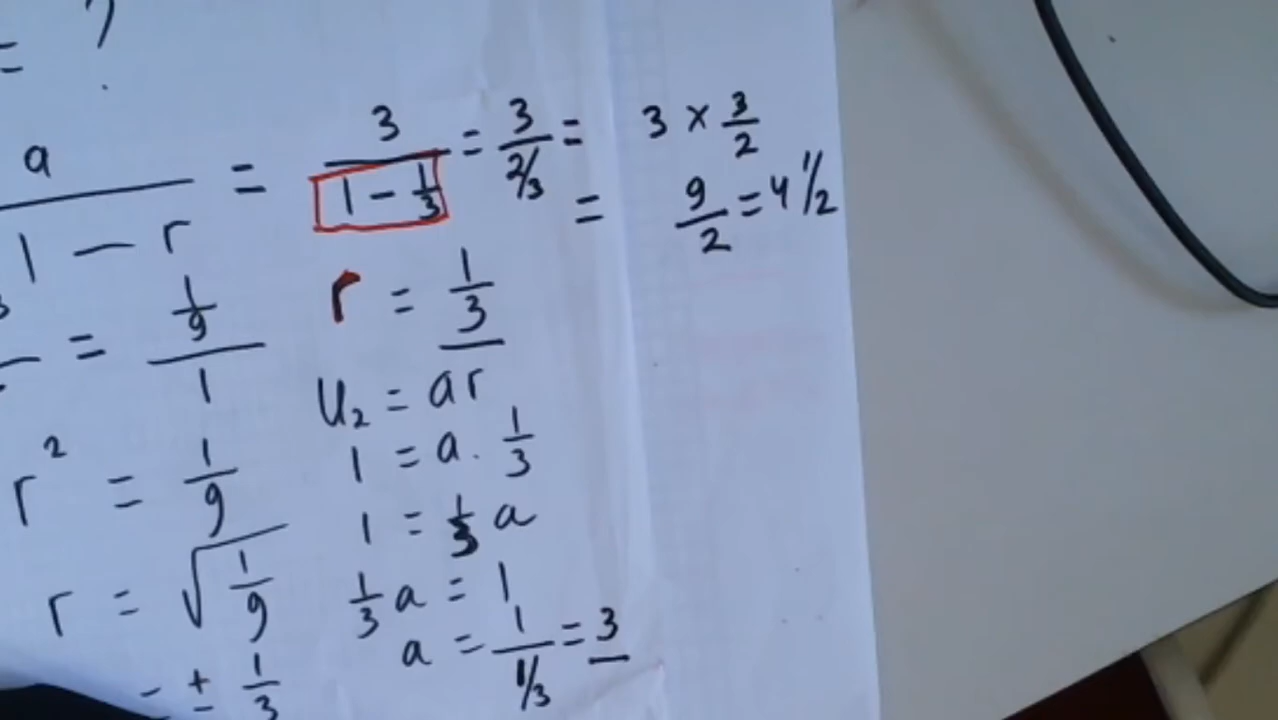 = ?
a / 1 - r = 3 / (1 - 1/3) = 3 / 2/3 = 3 × 3/2
= 9/2 = 4 1/2
= 1/9 / 1
r² = 1/9
r = √1/9
= ± 1/3
r = 1/3
U₂ = ar
1 = a . 1/3
1 = 1/3 a
1/3 a = 1
a = 1 / 1/3 = 3